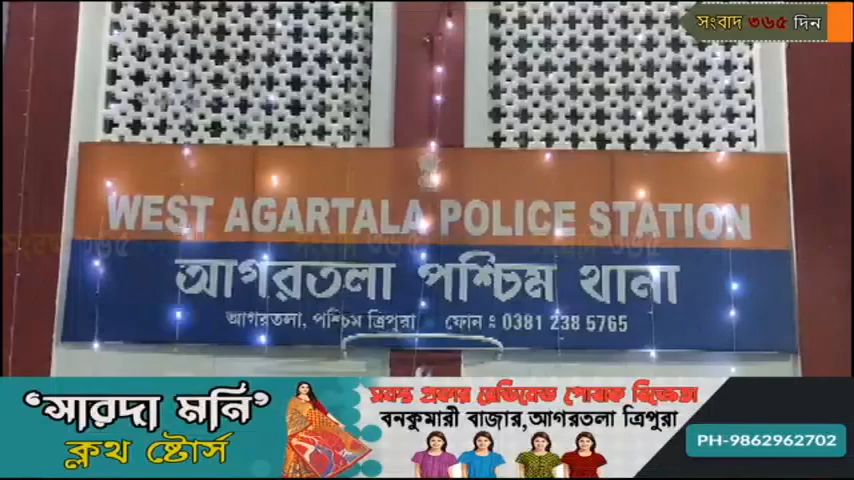 সংবাদ ৩৬৫ দিন
WEST AGARTALA POLICE STATION
আগরতলা পশ্চিম থানা
আগরতলা, পশ্চিম ত্রিপুরা ফোন ঃ 0381 238 5765
'সারদা মনি'
ক্লথ ষ্টোর্স
সমস্ত প্রকার রেডিমেড পোষাক বিক্রেতা
বনকুমারী বাজার,আগরতলা ত্রিপুরা
PH-9862962702